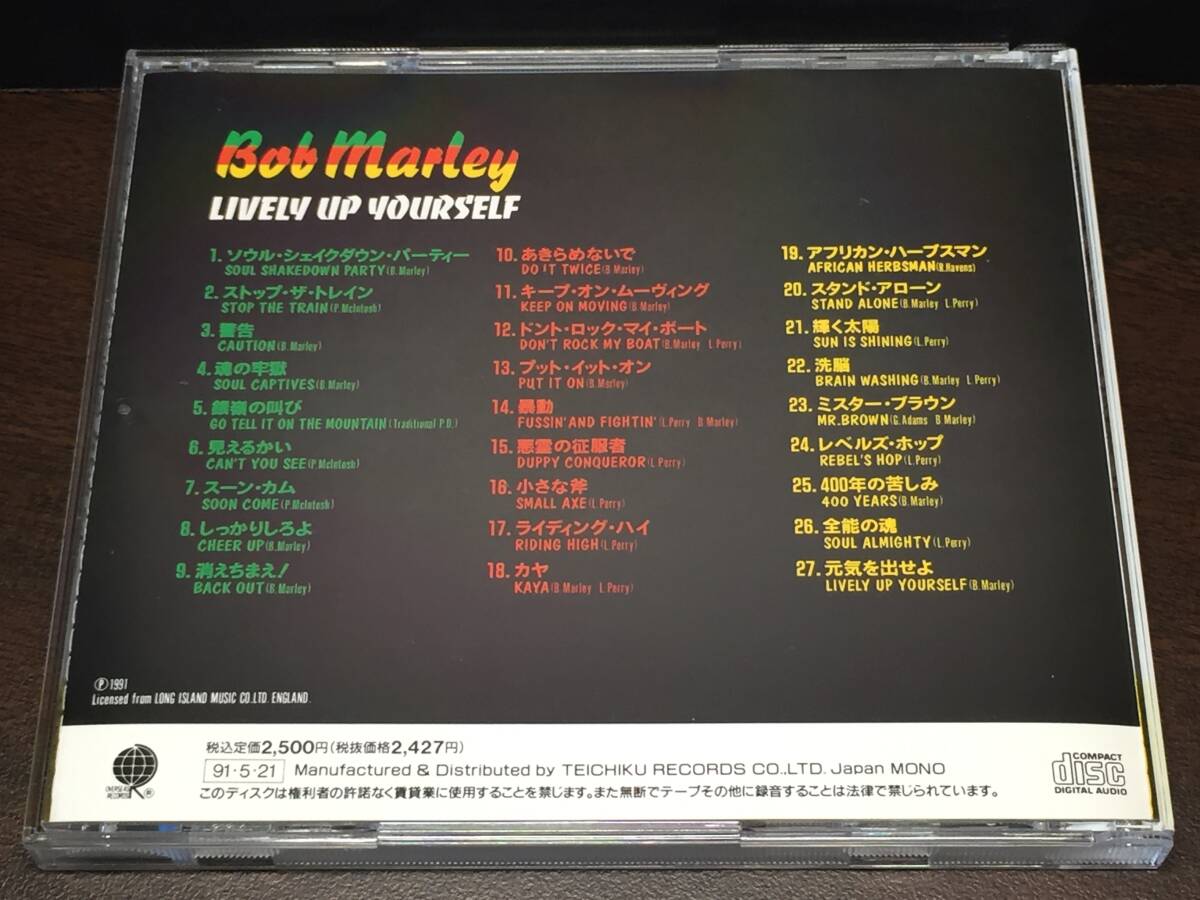 Bob Marley
LIVELY UP YOURSELF
1. ソウル・シェイクダウン・パーティー
SOUL SHAKEDOWN PARTY (B.Marley)
2. ストップ・ザ・トレイン
STOP THE TRAIN (P.McIntosh)
3. 警告
CAUTION (B.Marley)
4. 魂の牢獄
SOUL CAPTIVES (B.Marley)
5. 銀嶺の叫び
GO TELL IT ON THE MOUNTAIN (Traditional P.D.)
6. 見えるかい
CAN'T YOU SEE (P.McIntosh)
7. スーン・カム
SOON COME (P.McIntosh)
8. しっかりしろよ
CHEER UP (B.Marley)
9. 消えちまえ!
BACK OUT (B.Marley)
10. あきらめないで
DO IT TWICE (B.Marley)
11. キープ・オン・ムーヴィング
KEEP ON MOVING (B.Marley)
12. ドント・ロック・マイ・ボート
DON'T ROCK MY BOAT (B.Marley L.Perry)
13. プット・イット・オン
PUT IT ON (B.Marley)
14. 暴動
FUSSIN' AND FIGHTIN' (L.Perry B.Marley)
15.悪霊の征服者
DUPPY CONQUEROR (L.Perry)
16. 小さな斧
SMALL AXE (L.Perry)
17. ライディング・ハイ
RIDING HIGH (L.Perry)
18. カヤ
KAYA (B.Marley L.Perry)
19. アフリカン・ハーブスマン
AFRICAN HERBSMAN (R.Havens)
20. スタンド・アローン
STAND ALONE (B.Marley L.Perry)
21. 輝く太陽
SUN IS SHINING (L.Perry)
22. 洗脳
BRAIN WASHING (B.Marley L.Perry)
23. ミスター・ブラウン
MR.BROWN (G.Adams B.Marley)
24. レベルズ・ホップ
REBEL'S HOP (L.Perry)
25. 400年の苦しみ
400 YEARS (B.Marley)
26. 全能の魂
SOUL ALMIGHTY (L.Perry)
27. 元気を出せよ
LIVELY UP YOURSELF (B.Marley)
Ⓟ1991
Licensed from LONG ISLAND MUSIC CO.LTD. ENGLAND.
税込定価2,500円(税抜価格2,427円)
91・5・21 Manufactured & Distributed by TEICHIKU RECORDS CO.,LTD. Japan MONO
このディスクは権利者の許諾なく賃貸業に使用することを禁じます。また無断でテープその他に録音することは法律で禁じられています。
OVERSEAS
RECORDS
®
COMPACT
disc
DIGITAL AUDIO